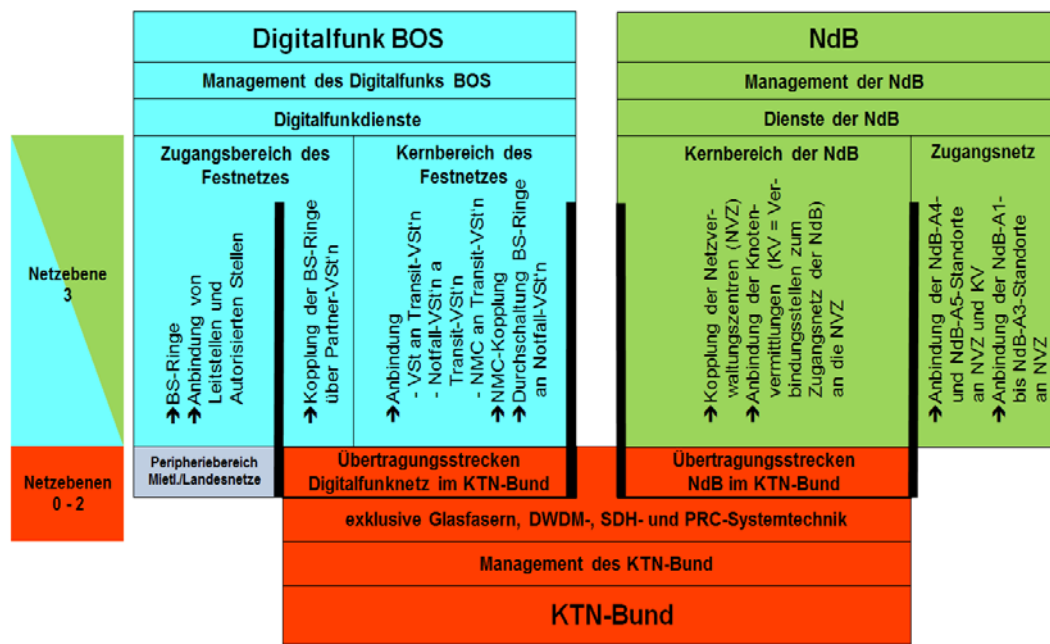 Digitalfunk BOS
Management des Digitalfunks BOS
Digitalfunkdienste
Zugangsbereich des
Festnetzes
Kernbereich des
Festnetzes
NdB
Management der NdB
Dienste der NdB
Kernbereich der NdB
Zugangsnetz
Netzebene
3
➔BS-Ringe
➔Anbindung von
Leitstellen und
Autorisierten Stellen
➔Kopplung der BS-Ringe
über Partner-VSt'n
➔Anbindung
- VSt an Transit-VSt'n
- Notfall-VSt'n a
Transit-VSt'n
- NMC an Transit-VSt'n
➔NMC-Kopplung
➔Durchschaltung BS-Ringe
an Notfall-VSt'n
➔Kopplung der Netzver-
waltungszentren (NVZ)
➔Anbindung der Knoten-
vermittlungen (KV = Ver-
bindungsstellen zum
Zugangsnetz der NdB)
an die NVZ
➔Anbindung der NdB-A4-
und NdB-A5-Standorte
an NVZ und KV
➔Anbindung der NdB-A1-
bis NdB-A3-Standorte
an NVZ
Netzebenen
0 - 2
Peripheriebereich
Mietl./Landesnetze
Übertragungsstrecken
Digitalfunknetz im KTN-Bund
Übertragungsstrecken
NdB im KTN-Bund
exklusive Glasfasern, DWDM-, SDH- und PRC-Systemtechnik
Management des KTN-Bund
KTN-Bund